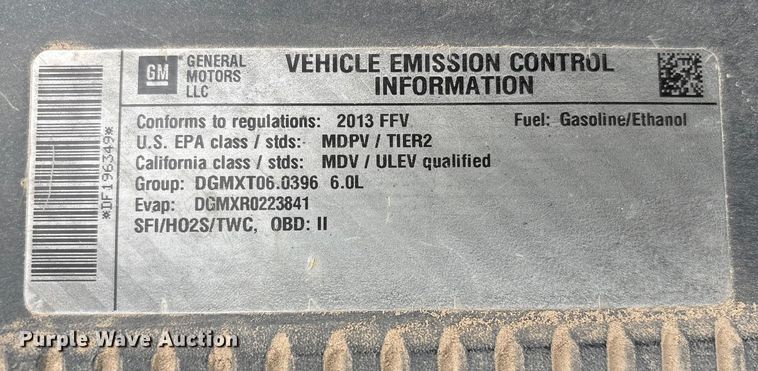 GM
GENERAL
MOTORS
LLC
VEHICLE EMISSION CONTROL
INFORMATION
Conforms to regulations: 2013 FFV Fuel: Gasoline/Ethanol
U.S. EPA class / stds: MDPV / TIER2
California class / stds: MDV / ULEV qualified
Group: DGMXT06.0396 6.0L
Evap: DGMXR0223841
SFI/HO2S/TWC, OBD: II
*DF196349*
Purple Wave Auction